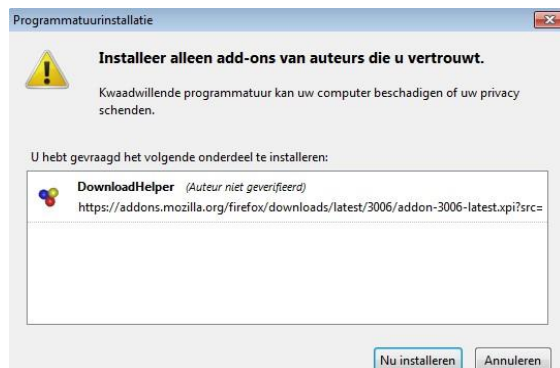 Programmatuurinstallatie
Installeer alleen add-ons van auteurs die u vertrouwt.
Kwaadwillende programmatuur kan uw computer beschadigen of uw privacy
schenden.
U hebt gevraagd het volgende onderdeel te installeren:
DownloadHelper (Auteur niet geverifieerd)
https://addons.mozilla.org/firefox/downloads/latest/3006/addon-3006-latest.xpi?src=
Nu installeren Annuleren